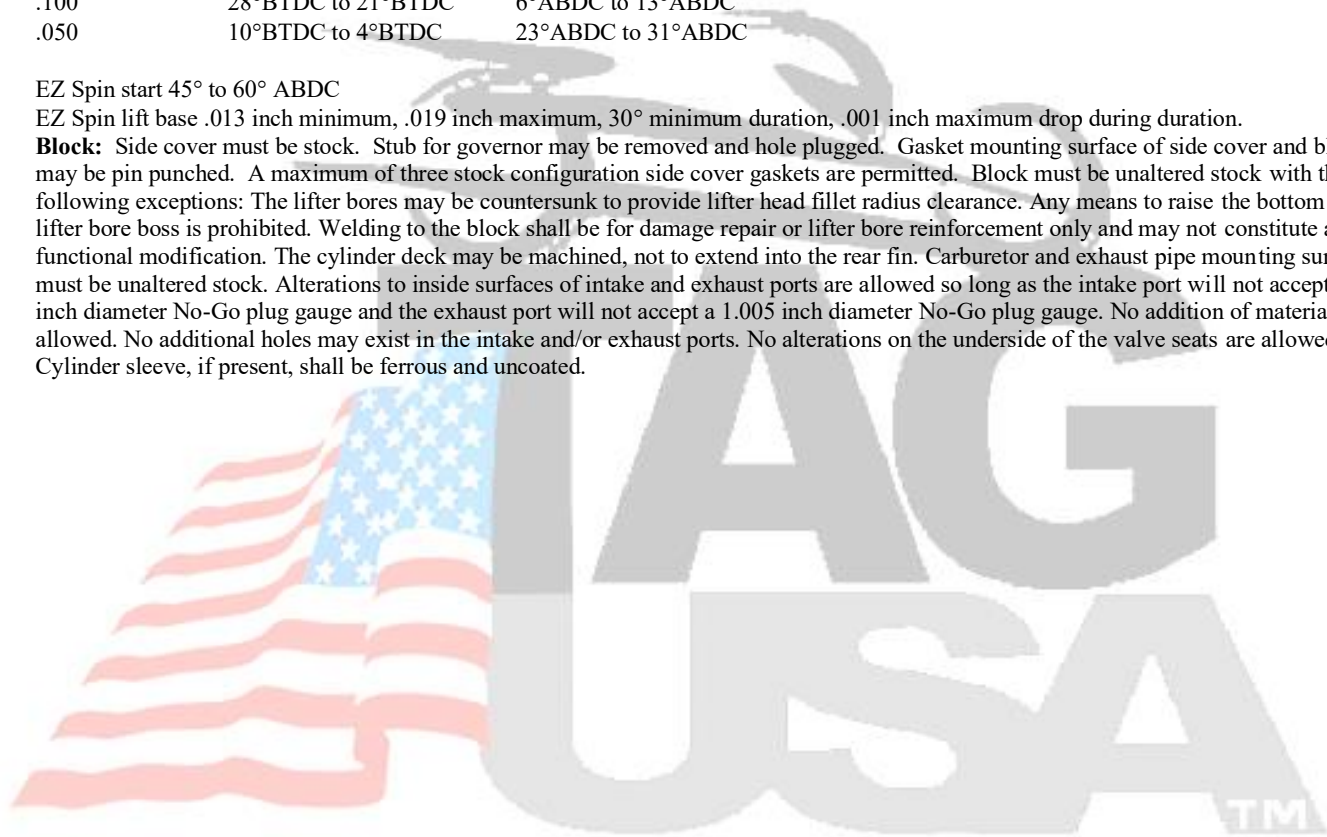 .100 28°BTDC to 21°BTDC 6°ABDC to 13°ABDC
.050 10°BTDC to 4°BTDC 23°ABDC to 31°ABDC
EZ Spin start 45° to 60° ABDC
EZ Spin lift base .013 inch minimum, .019 inch maximum, 30° minimum duration, .001 inch maximum drop during duration.
Block: Side cover must be stock. Stub for governor may be removed and hole plugged. Gasket mounting surface of side cover and
may be pin punched. A maximum of three stock configuration side cover gaskets are permitted. Block must be unaltered stock with
following exceptions: The lifter bores may be countersunk to provide lifter head fillet radius clearance. Any means to raise the bottom
lifter bore boss is prohibited. Welding to the block shall be for damage repair or lifter bore reinforcement only and may not constitute
functional modification. The cylinder deck may be machined, not to extend into the rear fin. Carburetor and exhaust pipe mounting
must be unaltered stock. Alterations to inside surfaces of intake and exhaust ports are allowed so long as the intake port will not accept
inch diameter No-Go plug gauge and the exhaust port will not accept a 1.005 inch diameter No-Go plug gauge. No addition of
allowed. No additional holes may exist in the intake and/or exhaust ports. No alterations on the underside of the valve seats are
Cylinder sleeve, if present, shall be ferrous and uncoated.
TAG
USA
TM